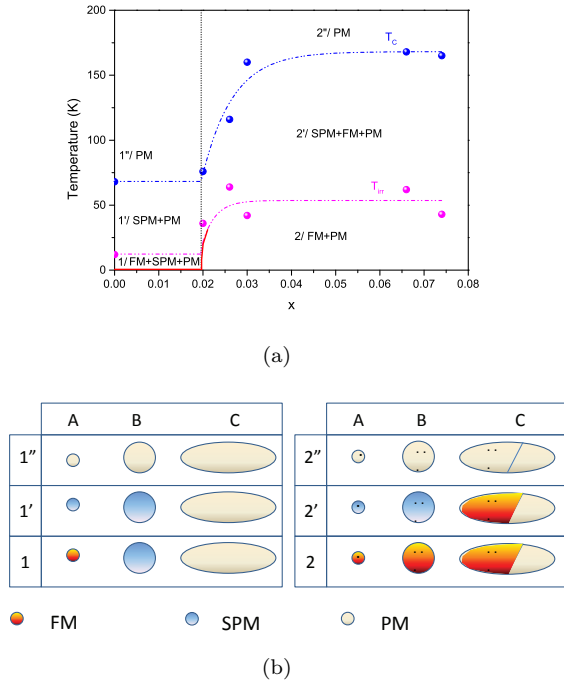 200
150
100
50
0
Temperature (K)
2"/ PM
T_C
1"/ PM
2'/ SPM+FM+PM
1'/ SPM+PM
T_irr
2/ FM+PM
1/ FM+SPM+PM
0.00 0.01 0.02 0.03 0.04 0.05 0.06 0.07 0.08
x
(a)
A B C A B C
1" 2"
1' 2'
1 2
FM SPM PM
(b)